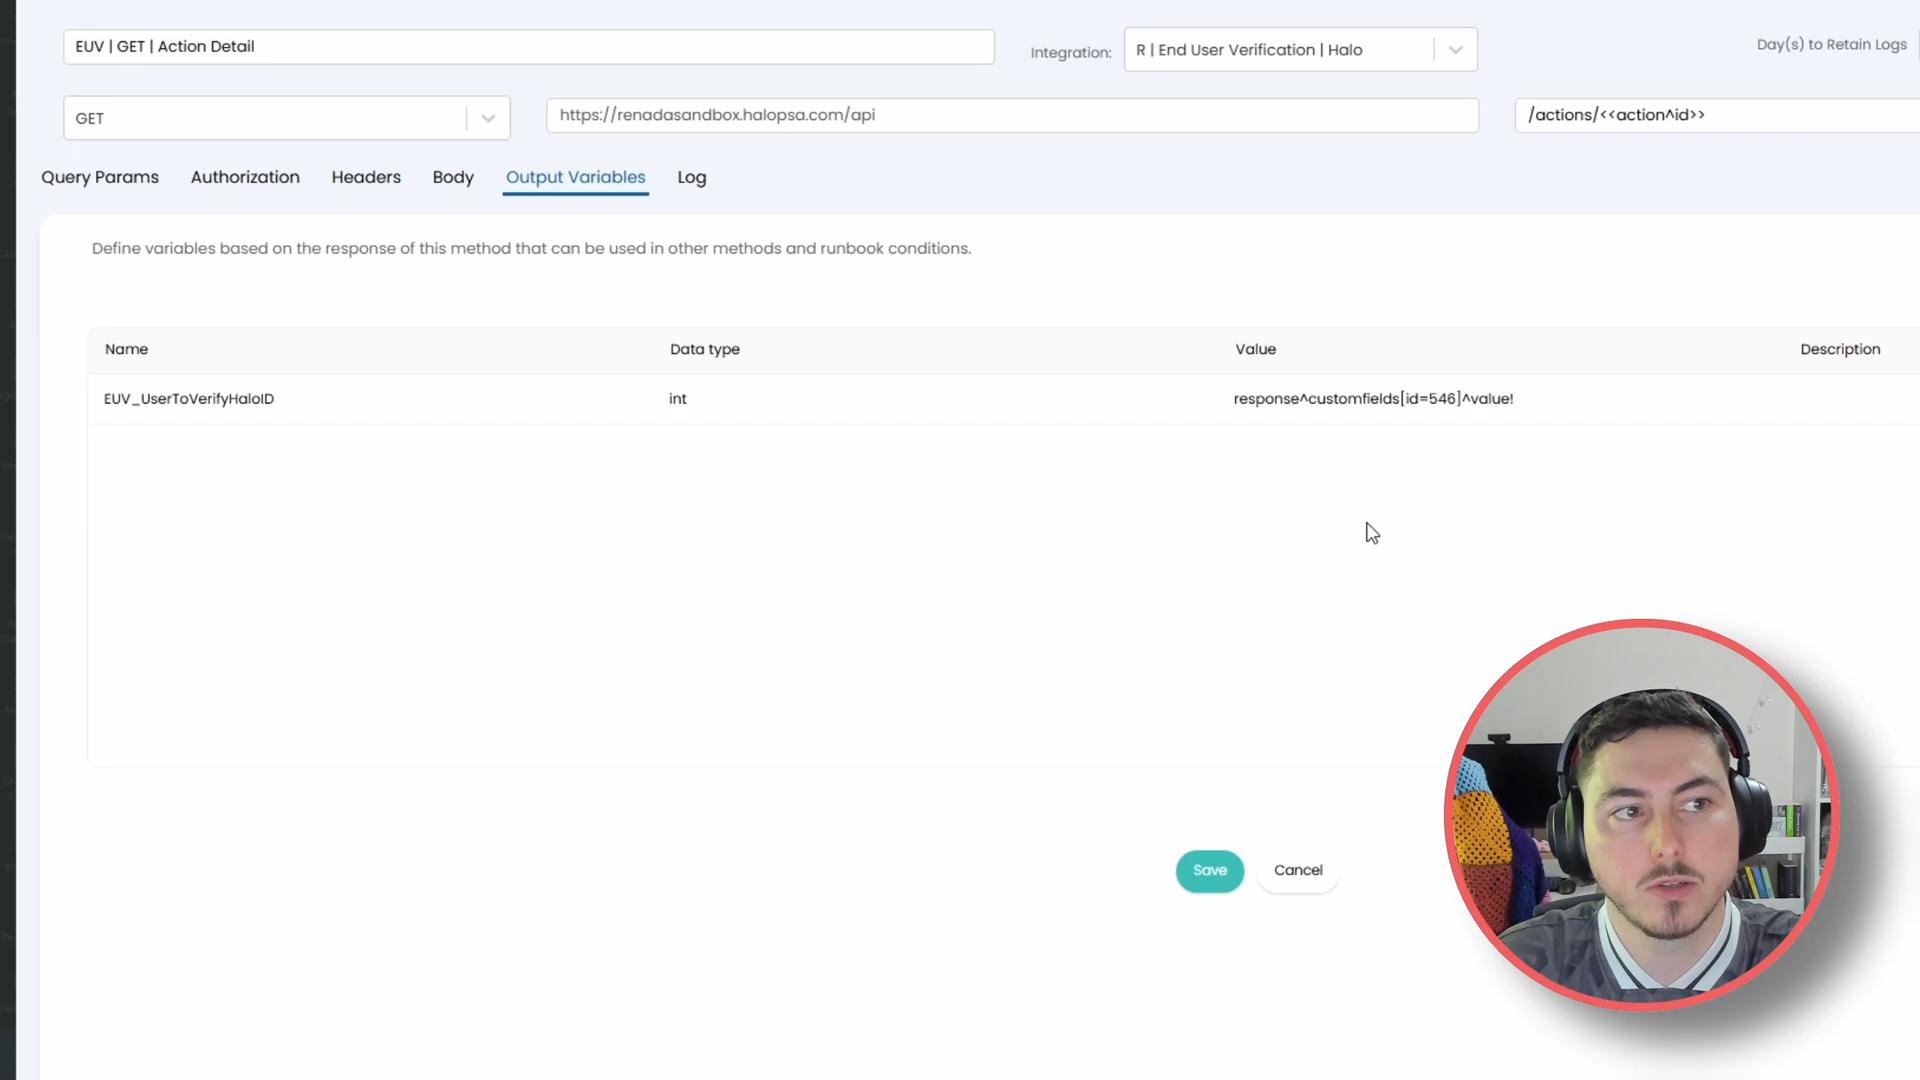 EUV | GET | Action Detail
Integration:
R | End User Verification | Halo
Day(s) to Retain Logs
GET
https://renadasandbox.halopsa.com/api
/actions/<<action^id>>
Query Params
Authorization
Headers
Body
Output Variables
Log
Define variables based on the response of this method that can be used in other methods and runbook conditions.
Name
Data type
Value
Description
EUV_UserToVerifyHaloID
int
response^customfields[id=546]^value!
Save
Cancel